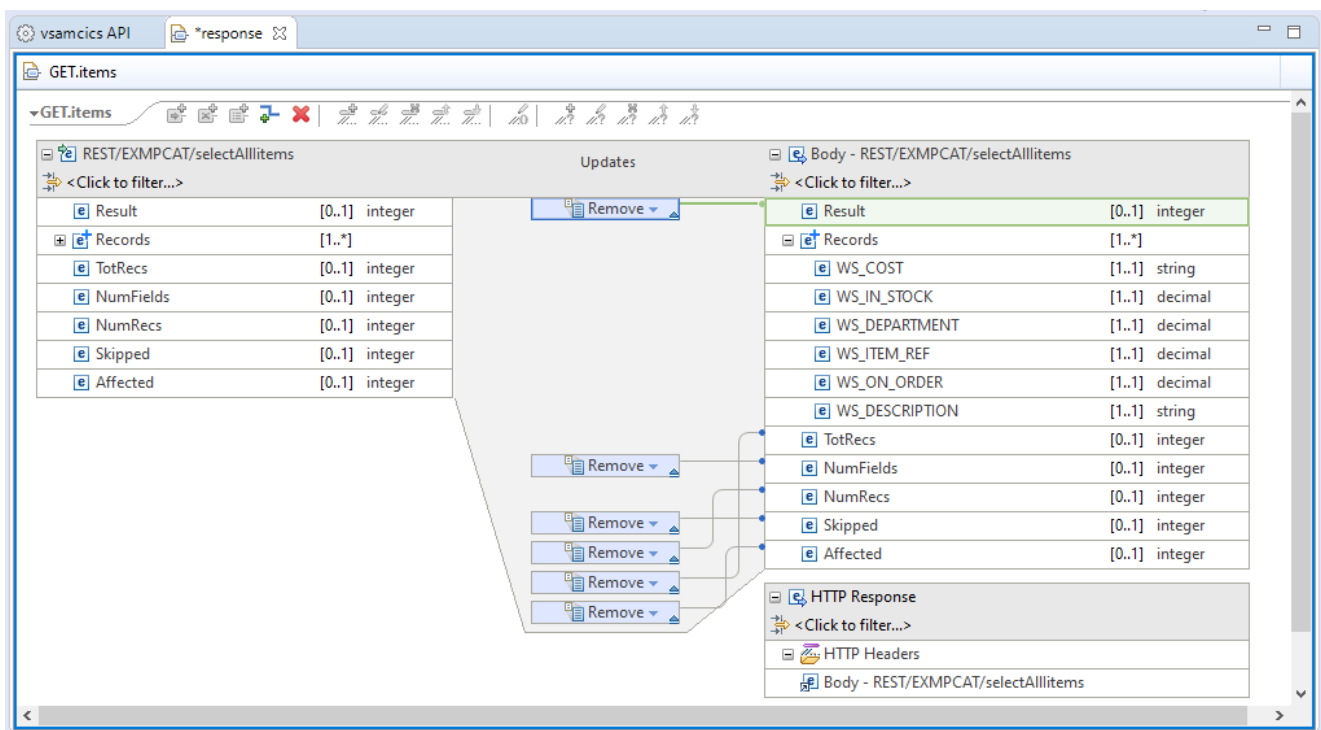 vsamcics API *response
GET.items
GET.items
REST/EXMPCAT/selectAllItems Updates Body - REST/EXMPCAT/selectAllItems
<Click to filter...> <Click to filter...>
Result [0..1] integer Remove Result [0..1] integer
Records [1..*] Records [1..*]
TotRecs [0..1] integer WS_COST [1..1] string
NumFields [0..1] integer WS_IN_STOCK [1..1] decimal
NumRecs [0..1] integer WS_DEPARTMENT [1..1] decimal
Skipped [0..1] integer WS_ITEM_REF [1..1] decimal
Affected [0..1] integer WS_ON_ORDER [1..1] decimal
WS_DESCRIPTION [1..1] string
TotRecs [0..1] integer
Remove NumFields [0..1] integer
NumRecs [0..1] integer
Remove Skipped [0..1] integer
Remove Affected [0..1] integer
Remove
Remove HTTP Response
<Click to filter...>
HTTP Headers
Body - REST/EXMPCAT/selectAllItems